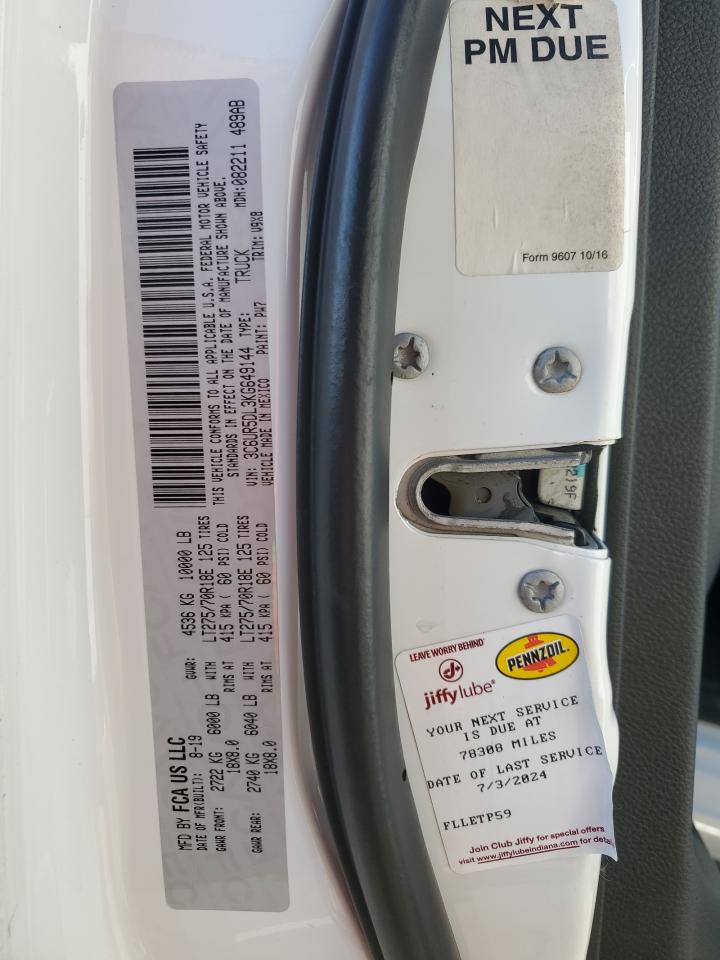 MFD BY FCA US LLC
DATE OF MFR(BUILT): 8-19 GVWR: 4536 KG 10000 LB
GAWR FRONT: 2722 KG 6000 LB WITH LT275/70R18E 125 TIRES
18X8.0 RIMS AT 415 KPA( 60 PSI) COLD
GAWR REAR: 2740 KG 6040 LB WITH LT275/70R18E 125 TIRES
18X8.0 RIMS AT 415 KPA( 60 PSI) COLD
THIS VEHICLE CONFORMS TO ALL APPLICABLE U.S.A. FEDERAL MOTOR VEHICLE SAFETY
STANDARDS IN EFFECT ON THE DATE OF MANUFACTURE SHOWN ABOVE.
VIN: 3C6UR5DL3KG649144 TYPE: TRUCK MDH:082211 489AB
VEHICLE MADE IN MEXICO PAINT: PW7 TRIM: V9X8
NEXT
PM DUE
Form 9607 10/16
219F
LEAVE WORRY BEHIND
jiffylube®
PENNZOIL®
YOUR NEXT SERVICE
IS DUE AT
78308 MILES
DATE OF LAST SERVICE
7/3/2024
FLLETP59
Join Club Jiffy for special offers
visit www.jiffylubeindiana.com for detail